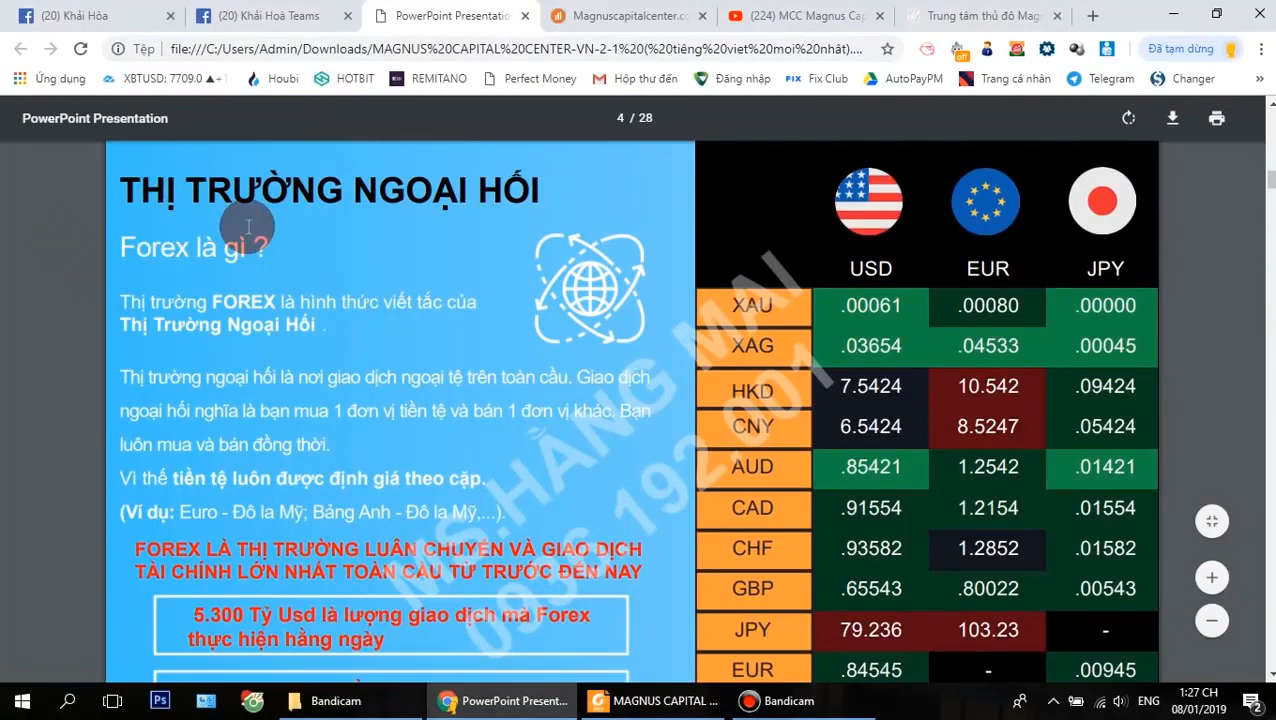 (20) Khải Hòa
(20) Khải Hoà Teams
PowerPoint Presentatio
Magnuscapitalcenter.co
(224) MCC Magnus Cap
Trung tâm thủ đô Magn
Tệp
file:///C:/Users/Admin/Downloads/MAGNUS%20CAPITAL%20CENTER-VN-2-1%20(%20tiếng%20viet%20moi%20nhât)....
Đã tạm dừng
Ứng dụng
XBTUSD: 7709.0 ▲+1
Houbi
HOTBIT
REMITANO
Perfect Money
Hộp thư đến
Đăng nhập
FIX Fix Club
AutoPayPM
Trang cá nhân
Telegram
Changer
off
PowerPoint Presentation
4 / 28
THỊ TRƯỜNG NGOẠI HỐI
Forex là gì ?
Thị trường FOREX là hình thức viết tắc của
Thị Trường Ngoại Hối .
Thị trường ngoại hối là nơi giao dịch ngoại tệ trên toàn cầu. Giao dịch
ngoại hối nghĩa là bạn mua 1 đơn vị tiền tệ và bán 1 đơn vị khác. Bạn
luôn mua và bán đồng thời.
Vì thế tiền tệ luôn được định giá theo cặp.
(Ví dụ: Euro - Đô la Mỹ; Bảng Anh - Đô la Mỹ,...).
FOREX LÀ THỊ TRƯỜNG LUÂN CHUYỂN VÀ GIAO DỊCH
TÀI CHÍNH LỚN NHẤT TOÀN CẦU TỪ TRƯỚC ĐẾN NAY
5.300 Tỷ Usd là lượng giao dịch mà Forex
thực hiện hằng ngày
USD EUR JPY
XAU .00061 .00080 .00000
XAG .03654 .04533 .00045
HKD 7.5424 10.542 .09424
CNY 6.5424 8.5247 .05424
AUD .85421 1.2542 .01421
CAD .91554 1.2154 .01554
CHF .93582 1.2852 .01582
GBP .65543 .80022 .00543
JPY 79.236 103.23 -
EUR .84545 - .00945
MS.HẰNG MAI
Ps
Bandicam
PowerPoint Present...
MAGNUS CAPITAL ...
Bandicam
ENG
1:27 CH
08/01/2019
2